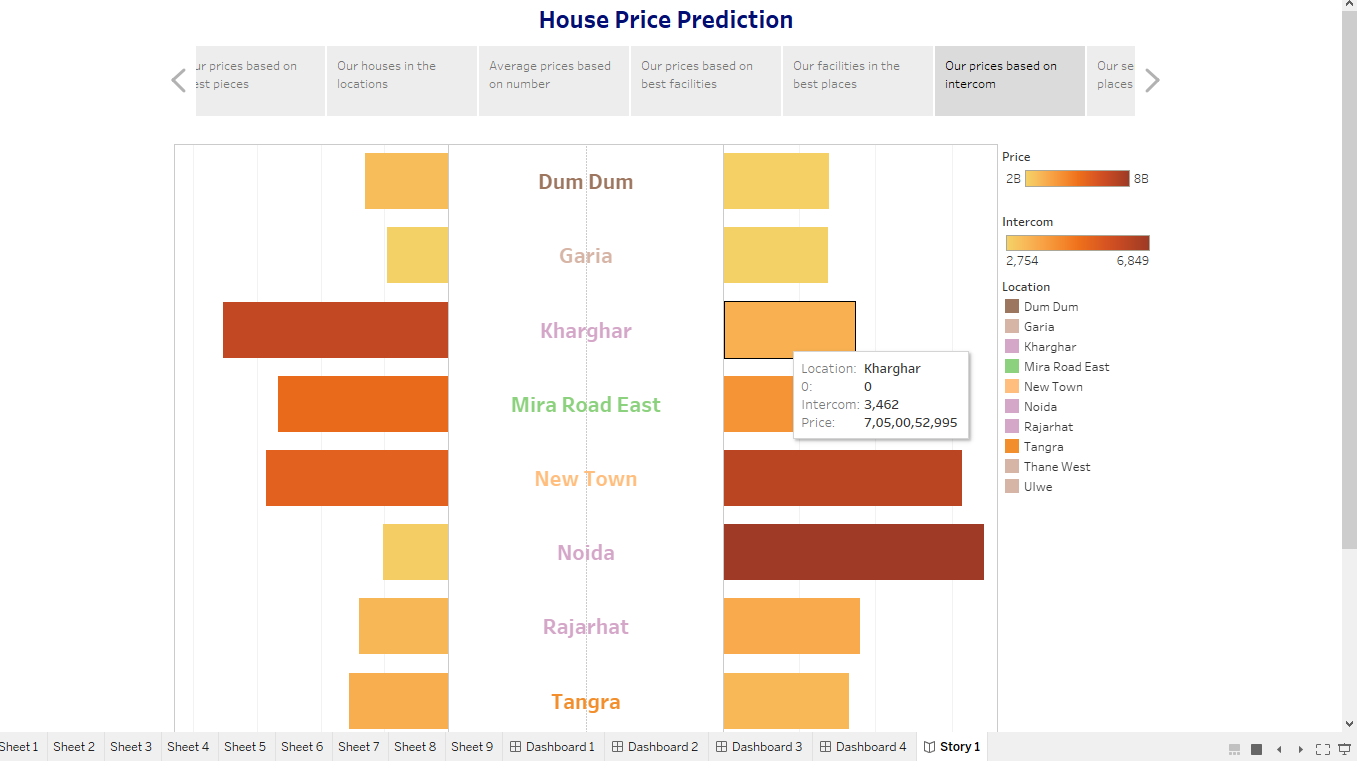 House Price Prediction
ur prices based on
est pieces
Our houses in the
locations
Average prices based
on number
Our prices based on
best facilities
Our facilities in the
best places
Our prices based on
intercom
Our se
places
Dum Dum
Garia
Kharghar
Mira Road East
New Town
Noida
Rajarhat
Tangra
Location: Kharghar
0: 0
Intercom: 3,462
Price: 7,05,00,52,995
Price
2B 8B
Intercom
2,754 6,849
Location
Dum Dum
Garia
Kharghar
Mira Road East
New Town
Noida
Rajarhat
Tangra
Thane West
Ulwe
Sheet 1 Sheet 2 Sheet 3 Sheet 4 Sheet 5 Sheet 6 Sheet 7 Sheet 8 Sheet 9 Dashboard 1 Dashboard 2 Dashboard 3 Dashboard 4 Story 1